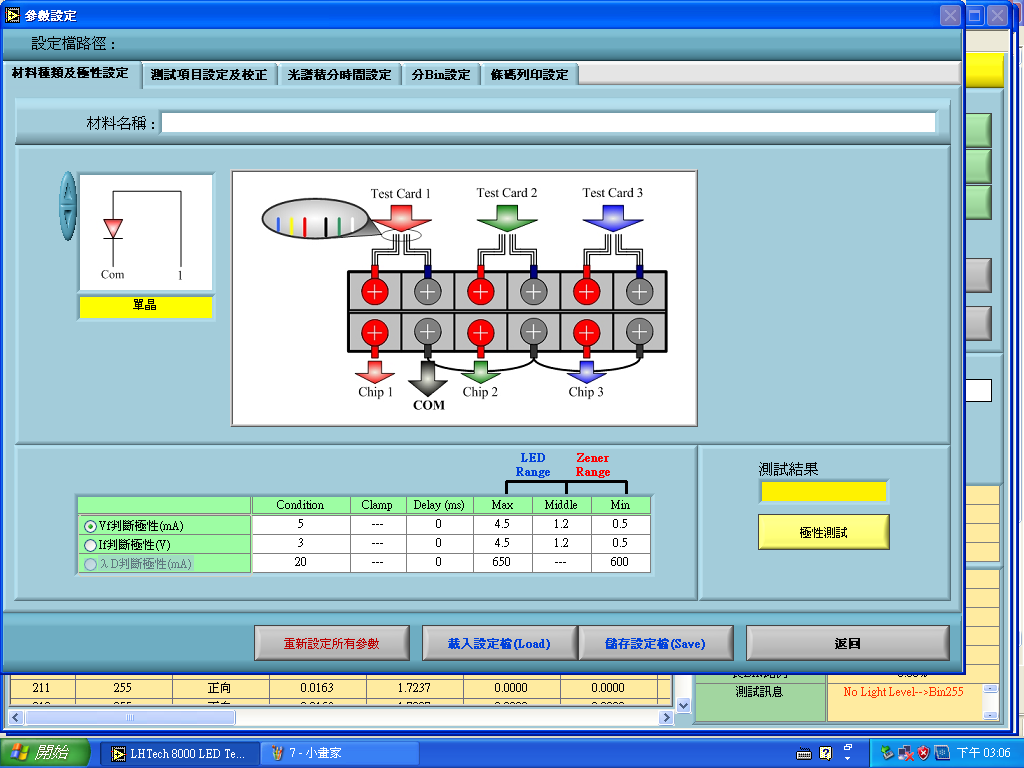 參數設定
設定檔路徑：
材料種類及極性設定 測試項目設定及校正 光譜積分時間設定 分Bin設定 條碼列印設定
材料名稱：
Com 1
單晶
Test Card 1 Test Card 2 Test Card 3
Chip 1 COM Chip 2 Chip 3
LED Range Zener Range
Condition Clamp Delay (ms) Max Middle Min
Vf判斷極性(mA) 5 --- 0 4.5 1.2 0.5
If判斷極性(V) 3 --- 0 4.5 1.2 0.5
λD判斷極性(mA) 20 --- 0 650 --- 600
測試結果
極性測試
重新設定所有參數 載入設定檔(Load) 儲存設定檔(Save) 返回
211 255 正向 0.0163 1.7237 0.0000 0.0000
測試訊息 No Light Level-->Bin255
開始 LHTech 8000 LED Te... 7 - 小畫家 下午 03:06